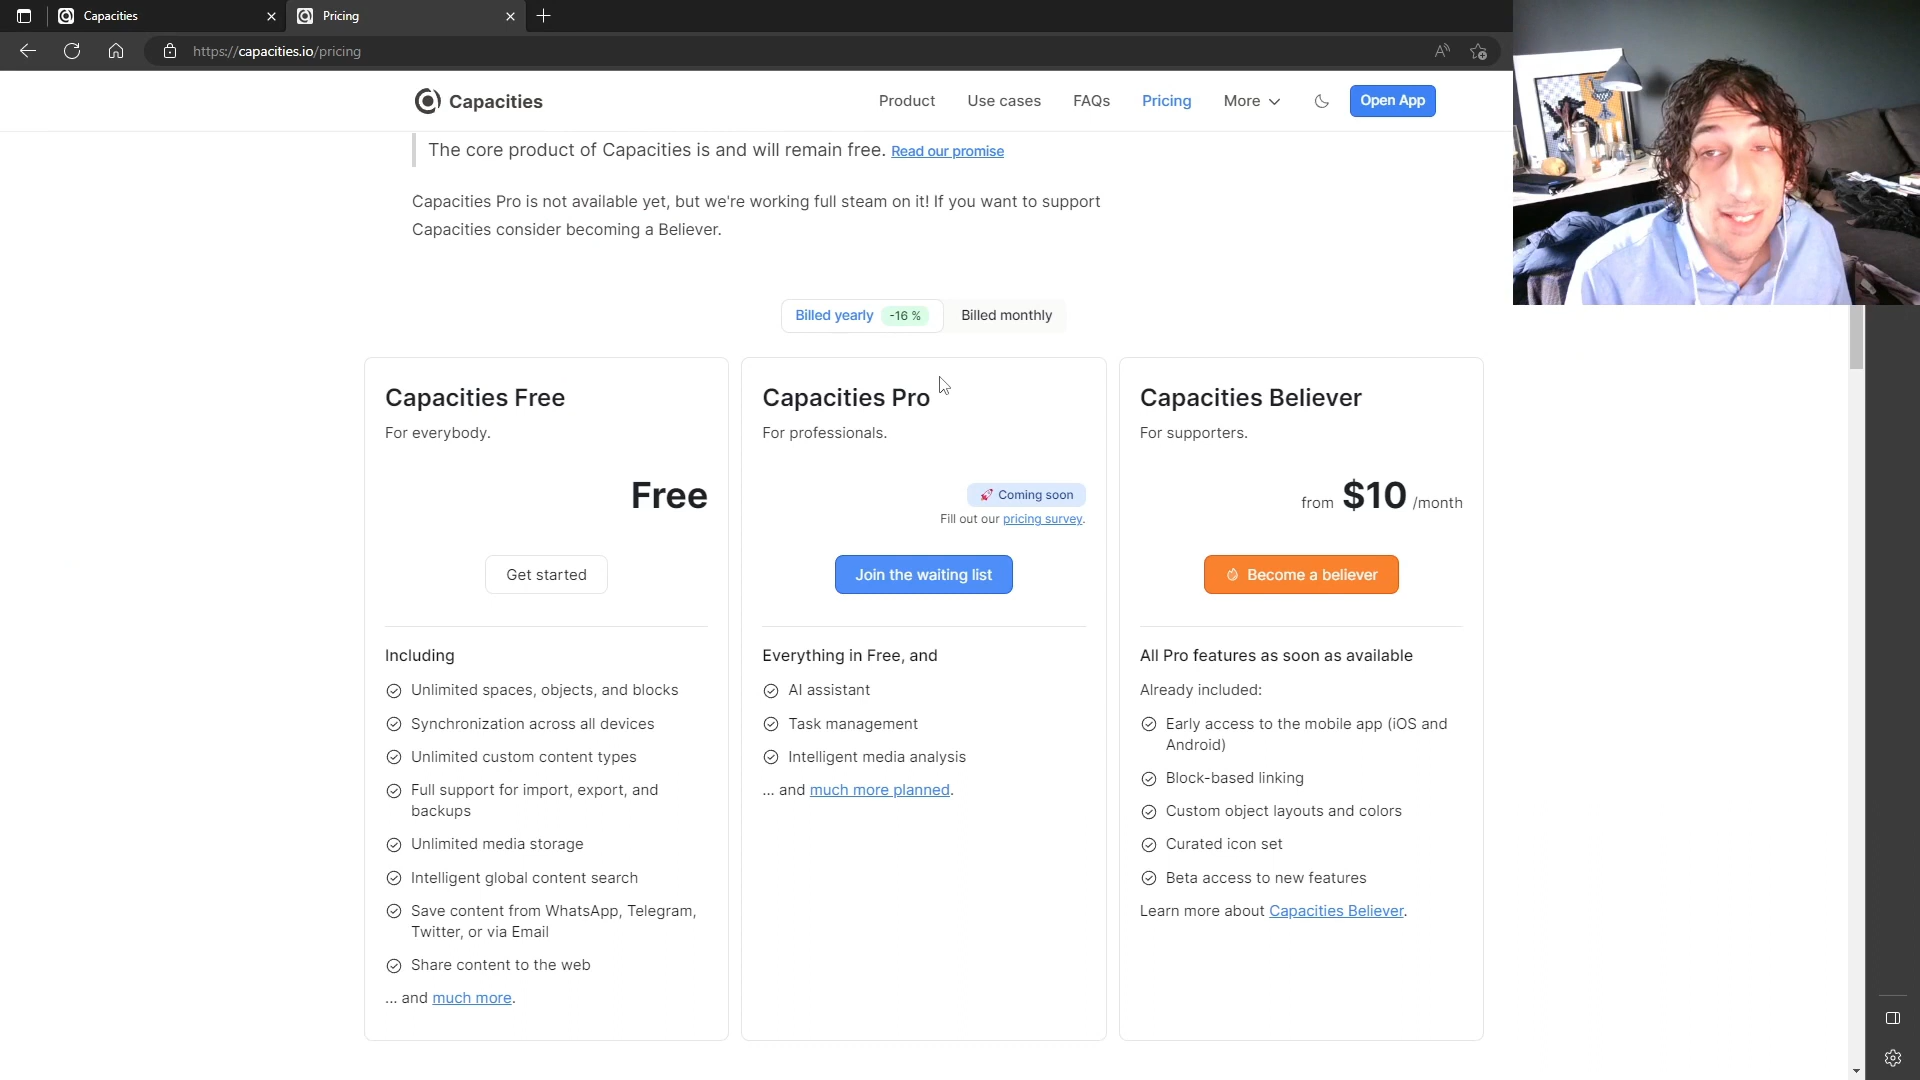 Capacities
Pricing
https://capacities.io/pricing
Capacities
Product
Use cases
FAQs
Pricing
More
Open App
The core product of Capacities is and will remain free. Read our promise
Capacities Pro is not available yet, but we're working full steam on it! If you want to support
Capacities consider becoming a Believer.
Billed yearly -16 %
Billed monthly
Capacities Free
For everybody.
Free
Get started
Including
Unlimited spaces, objects, and blocks
Synchronization across all devices
Unlimited custom content types
Full support for import, export, and
backups
Unlimited media storage
Intelligent global content search
Save content from WhatsApp, Telegram,
Twitter, or via Email
Share content to the web
... and much more.
Capacities Pro
For professionals.
🚀 Coming soon
Fill out our pricing survey.
Join the waiting list
Everything in Free, and
AI assistant
Task management
Intelligent media analysis
... and much more planned.
Capacities Believer
For supporters.
from $10 /month
Become a believer
All Pro features as soon as available
Already included:
Early access to the mobile app (iOS and
Android)
Block-based linking
Custom object layouts and colors
Curated icon set
Beta access to new features
Learn more about Capacities Believer.